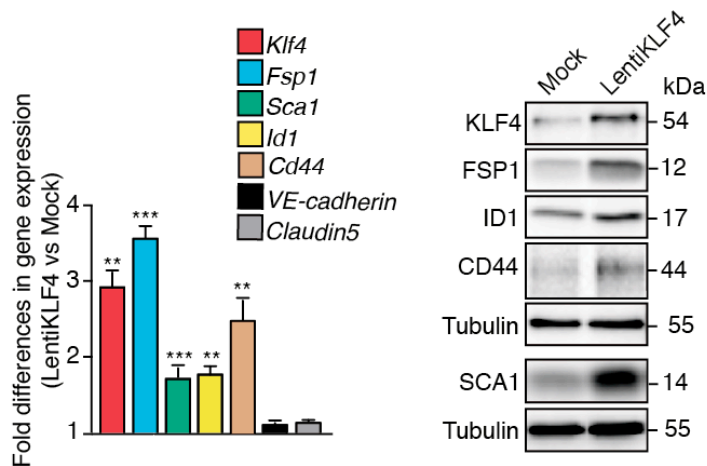 Fold differences in gene expression
(LentiKLF4 vs Mock)
4
3
2
1
**
***
***
**
**
Klf4
Fsp1
Sca1
Id1
Cd44
VE-cadherin
Claudin5
Mock
LentiKLF4
kDa
KLF4 54
FSP1 12
ID1 17
CD44 44
Tubulin 55
SCA1 14
Tubulin 55